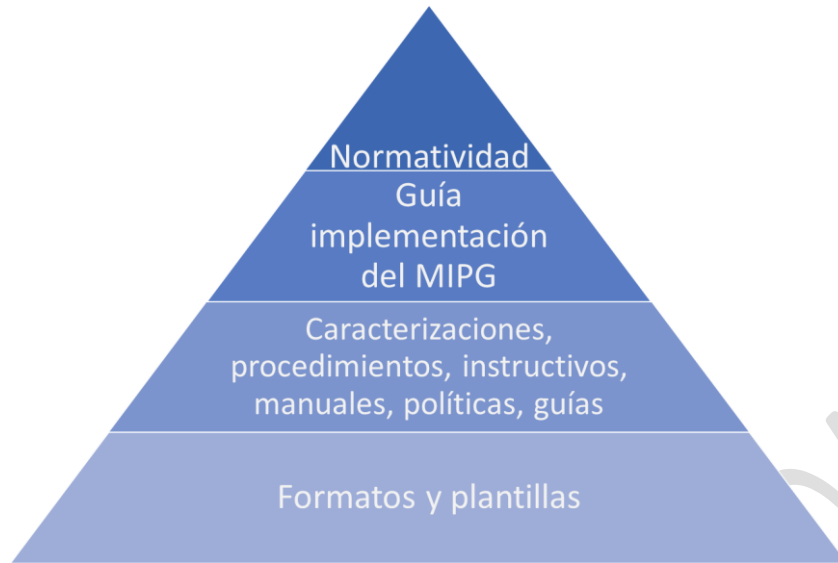 Normatividad
Guía
implementación
del MIPG
Caracterizaciones,
procedimientos, instructivos,
manuales, políticas, guías
Formatos y plantillas